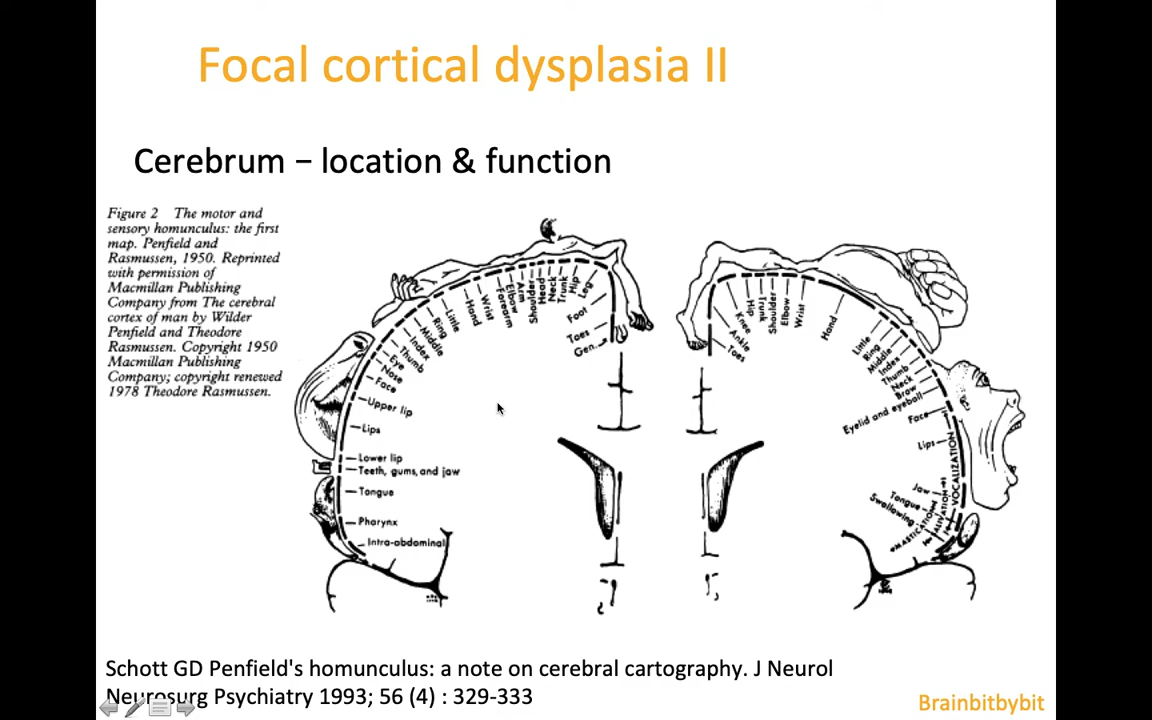 Focal cortical dysplasia II
Cerebrum – location & function
Figure 2 The motor and
sensory homunculus: the first
map. Penfield and
Rasmussen, 1950. Reprinted
with permission of
Macmillan Publishing
Company from The cerebral
cortex of man by Wilder
Penfield and Theodore
Rasmussen. Copyright 1950
Macmillan Publishing
Company; copyright renewed
1978 Theodore Rasmussen.
Intra-abdominal
Pharynx
Tongue
Teeth, gums, and jaw
Lower lip
Lips
Upper lip
Face
Nose
Eye
Thumb
Index
Middle
Ring
Little
Hand
Wrist
Forearm
Elbow
Arm
Shoulder
Head
Neck
Trunk
Hip
Leg
Foot
Toes
Gen.
Toes
Ankle
Knee
Hip
Trunk
Shoulder
Elbow
Wrist
Hand
Little
Ring
Middle
Index
Thumb
Neck
Brow
Eyelid and eyeball
Face
Lips
VOCALIZATION
Jaw
Tongue
Swallowing
MASTICATION
Schott GD Penfield's homunculus: a note on cerebral cartography. J Neurol
Neurosurg Psychiatry 1993; 56 (4) : 329-333
Brainbitbybit